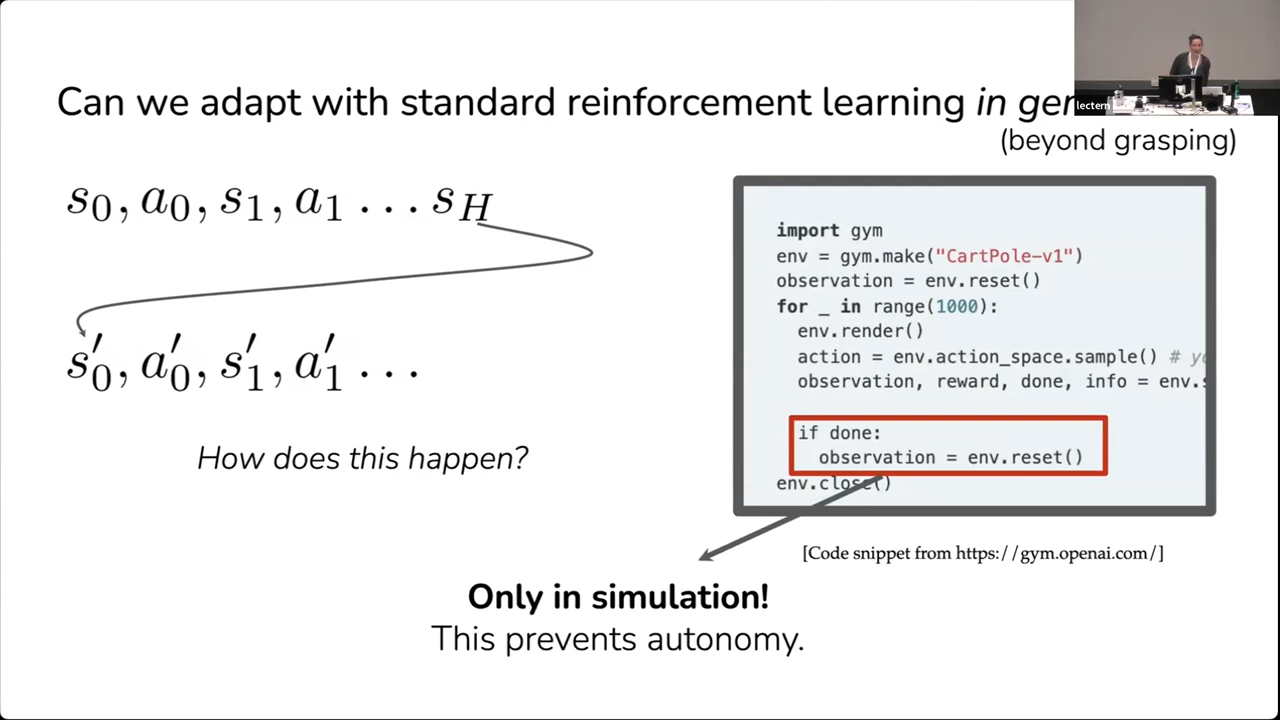 Can we adapt with standard reinforcement learning in
lectern
(beyond grasping)
s₀, a₀, s₁, a₁ … s_H
s′₀, a′₀, s′₁, a′₁ …
How does this happen?
import gym
env = gym.make("CartPole-v1")
observation = env.reset()
for _ in range(1000):
env.render()
action = env.action_space.sample() #
observation, reward, done, info =
if done:
observation = env.reset()
env.close()
[Code snippet from https://gym.openai.com/]
Only in simulation!
This prevents autonomy.